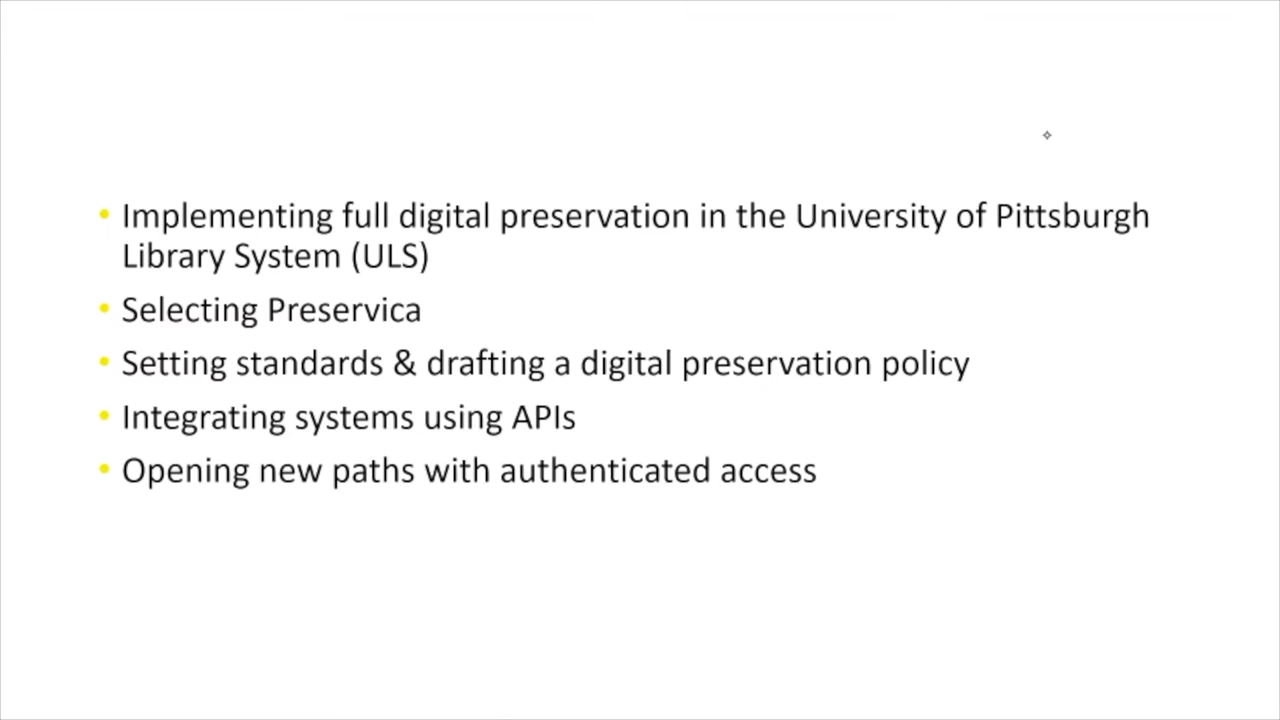 • Implementing full digital preservation in the University of Pittsburgh
Library System (ULS)
• Selecting Preservica
• Setting standards & drafting a digital preservation policy
• Integrating systems using APIs
• Opening new paths with authenticated access